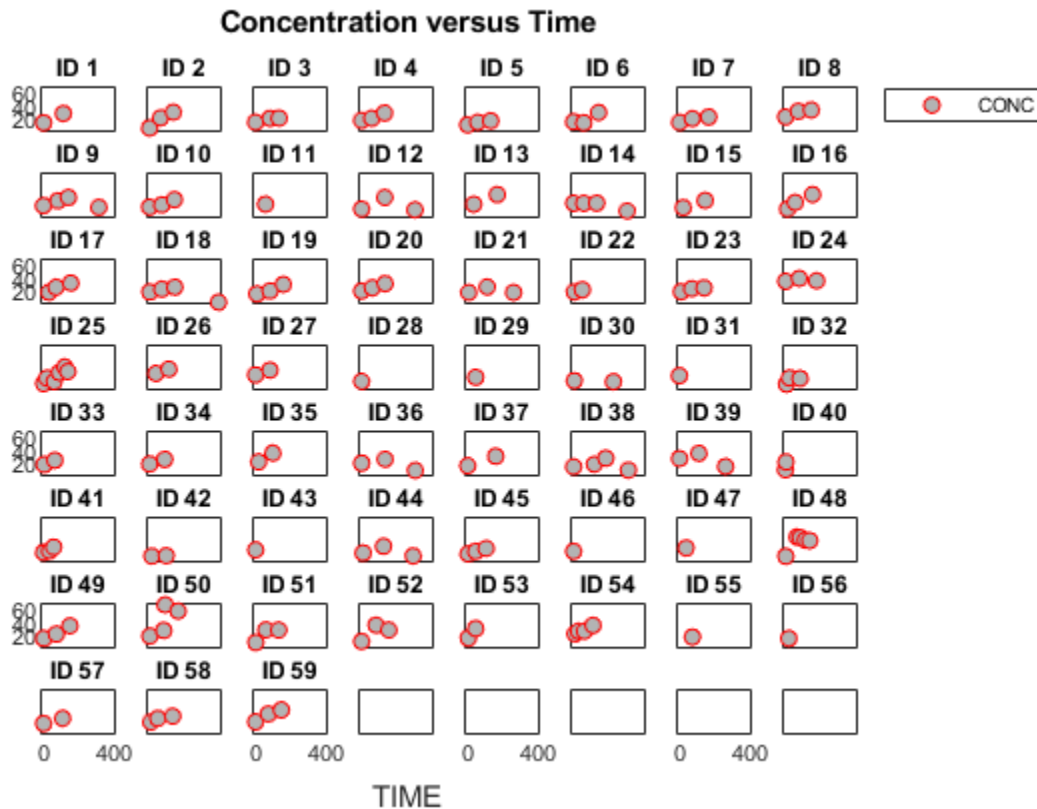 Concentration versus Time
ID 1 ID 2 ID 3 ID 4 ID 5 ID 6 ID 7 ID 8
60
40
20
CONC
ID 9 ID 10 ID 11 ID 12 ID 13 ID 14 ID 15 ID 16
ID 17 ID 18 ID 19 ID 20 ID 21 ID 22 ID 23 ID 24
60
40
20
ID 25 ID 26 ID 27 ID 28 ID 29 ID 30 ID 31 ID 32
ID 33 ID 34 ID 35 ID 36 ID 37 ID 38 ID 39 ID 40
60
40
20
ID 41 ID 42 ID 43 ID 44 ID 45 ID 46 ID 47 ID 48
ID 49 ID 50 ID 51 ID 52 ID 53 ID 54 ID 55 ID 56
60
40
20
ID 57 ID 58 ID 59
0 400 0 400 0 400 0 400
TIME